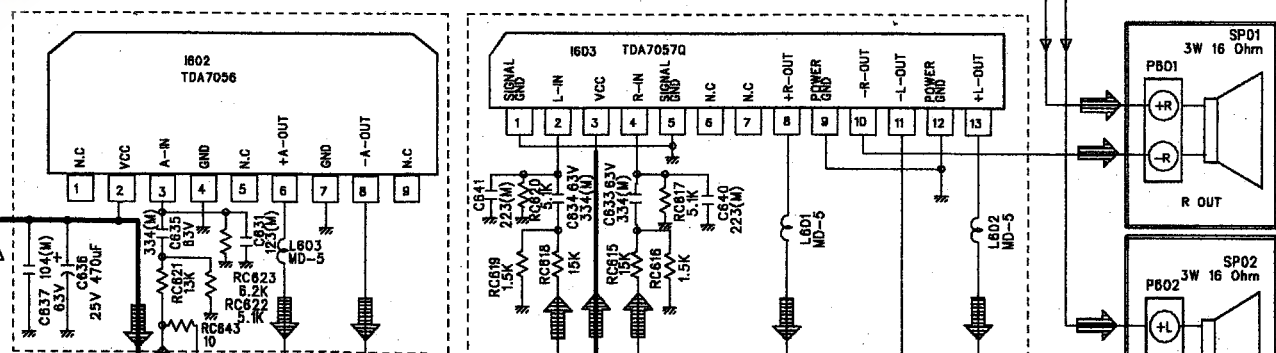 I602
TDA7056
N.C
VCC
A-IN
GND
N.C
+A-OUT
GND
-A-OUT
N.C
1
2
3
4
5
6
7
8
9
C637 104(M)
63V
+
C636
25V 470uF
334(M)
C635
63V
RC621
13K
C631
123(M)
L603
MD-5
RC623
6.2K
RC622
5.1K
RC643
10
I603 TDA7057Q
SIGNAL
GND
L-IN
VCC
R-IN
SIGNAL
GND
N.C
N.C
+R-OUT
POWER
GND
-R-OUT
-L-OUT
POWER
GND
+L-OUT
1
2
3
4
5
6
7
8
9
10
11
12
13
C641
223(M)
RC620
5.1K
C634 63V
334(M)
C633 63V
334(M)
RC617
5.1K
C640
223(M)
RC619
1.5K
RC618
15K
RC615
15K
RC616
1.5K
L601
MD-5
L602
MD-5
SP01
3W 16 Ohm
P601
+R
-R
R OUT
SP02
3W 16 Ohm
P602
+L